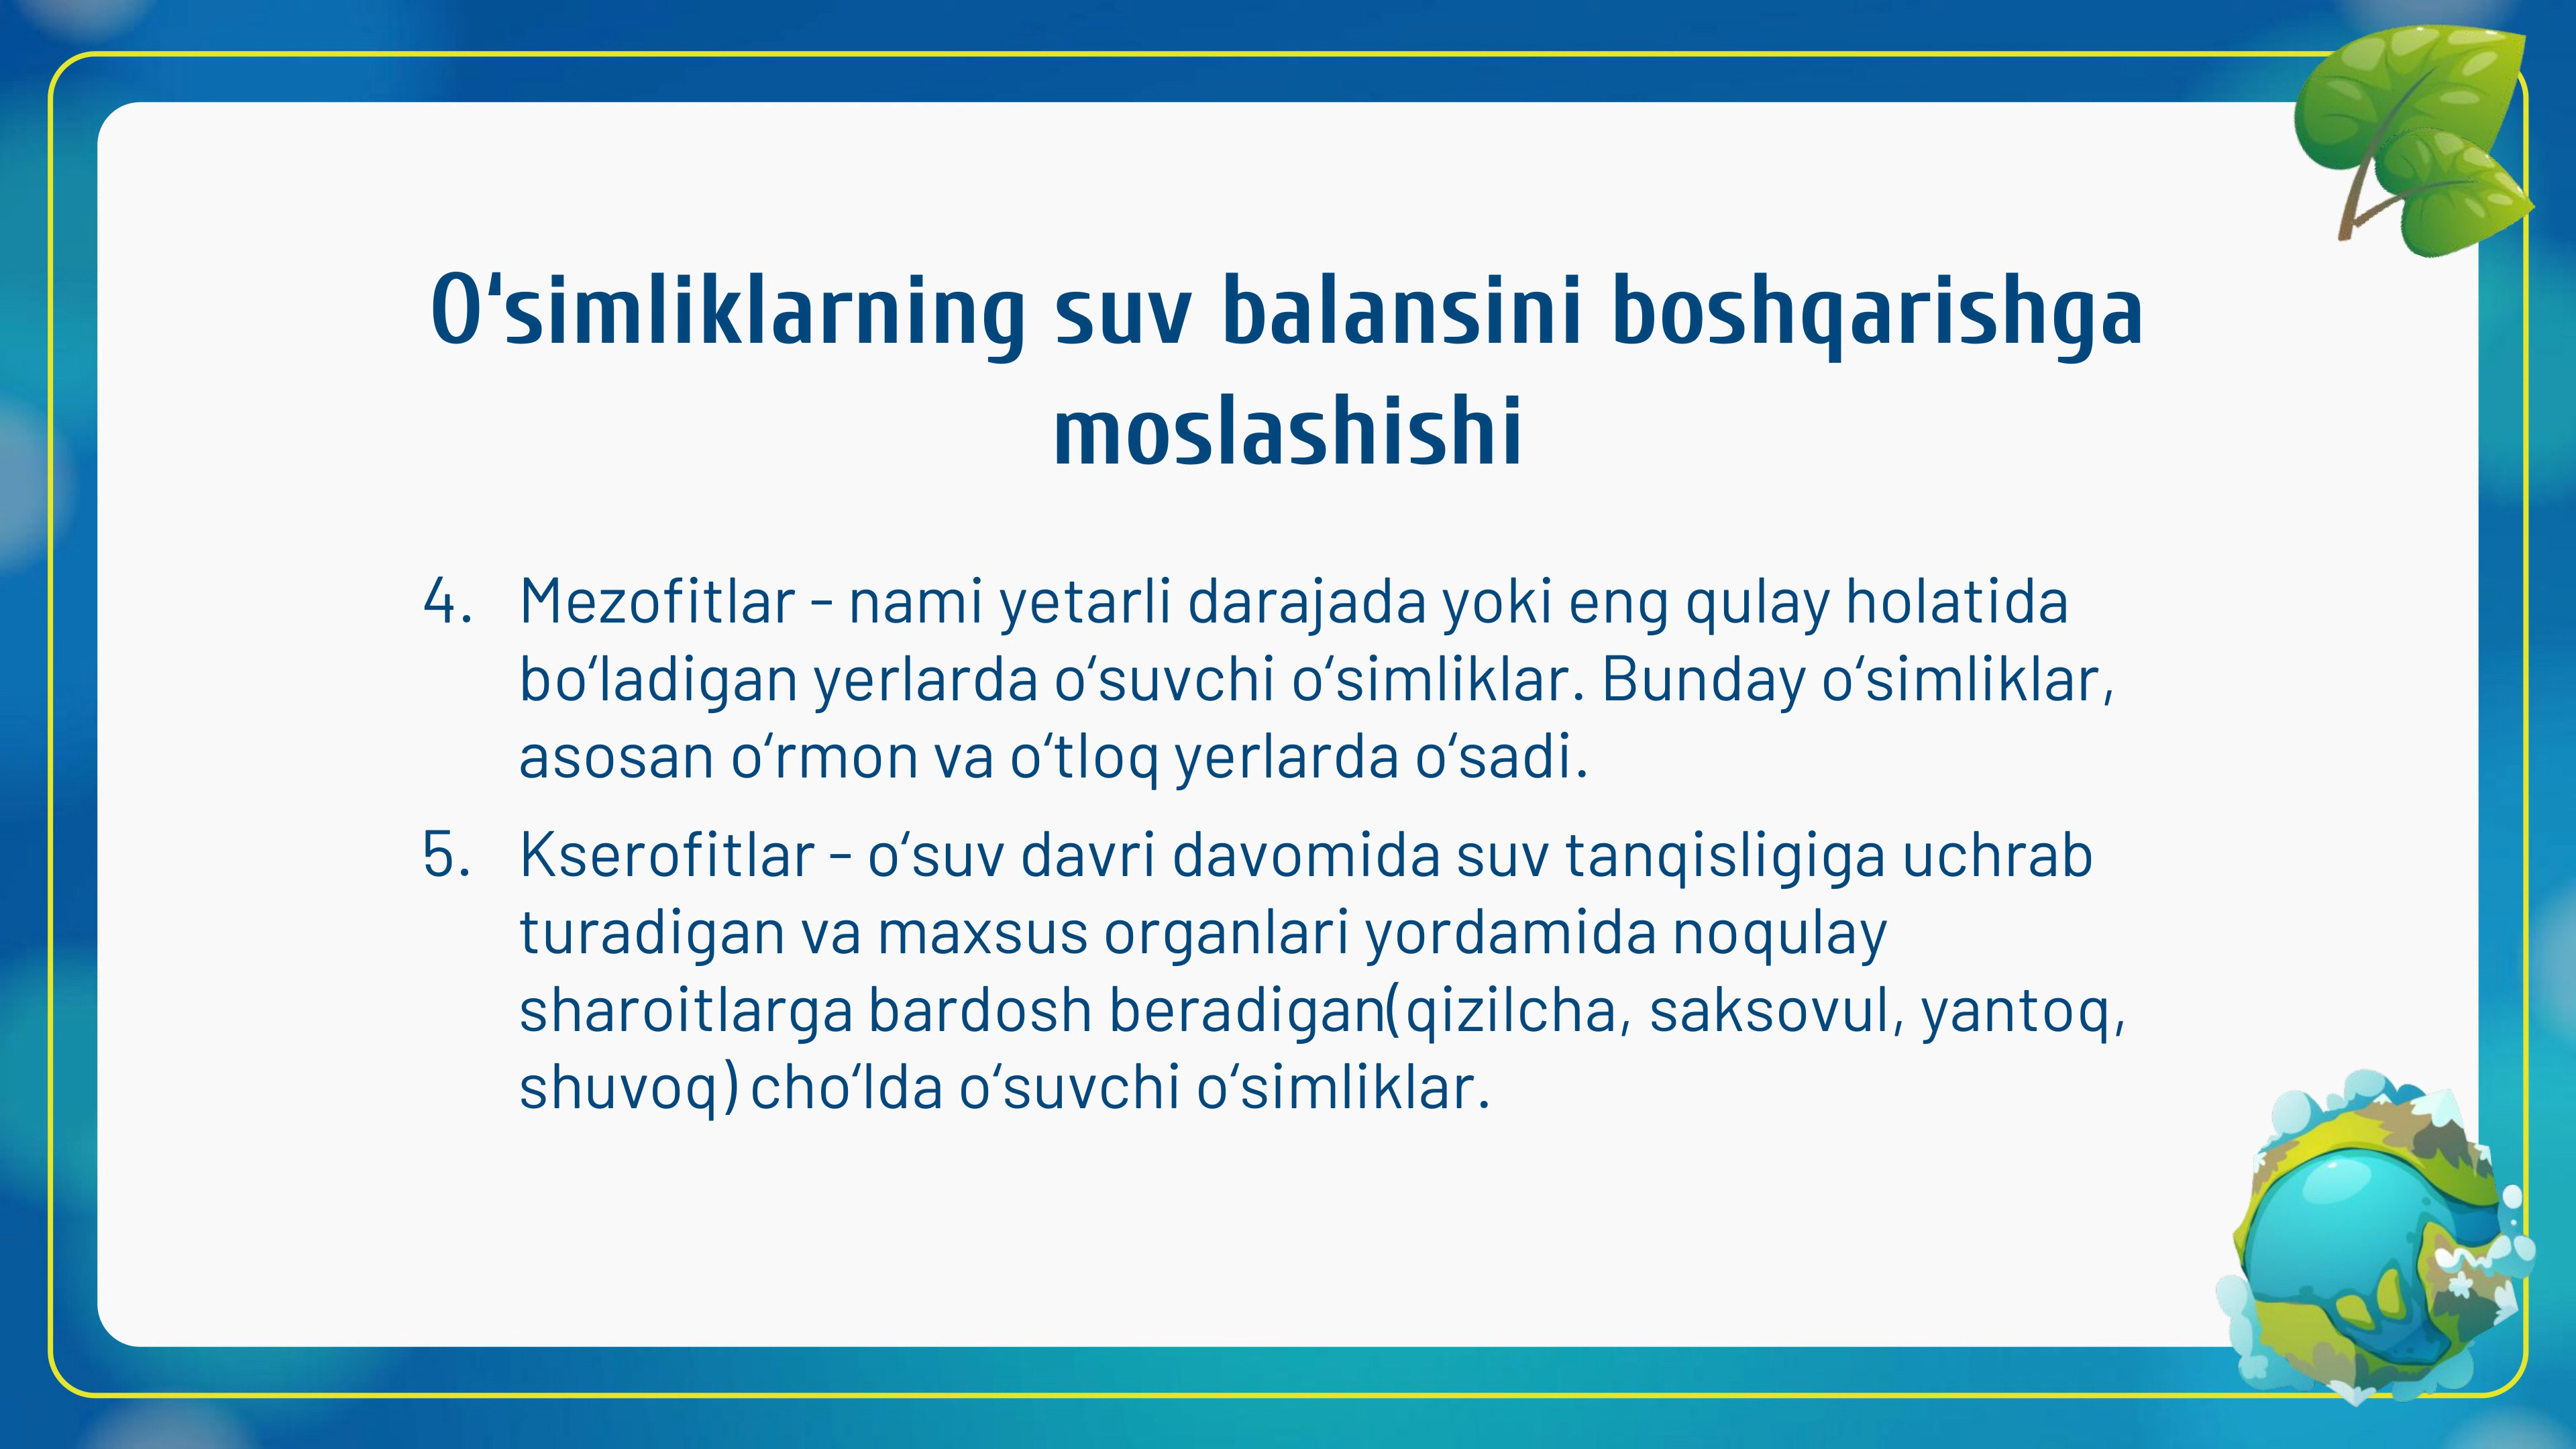 O‘simliklarning suv balansini boshqarishga
moslashishi
4. Mezofitlar - nami yetarli darajada yoki eng qulay holatida
bo‘ladigan yerlarda o‘suvchi o‘simliklar. Bunday o‘simliklar,
asosan o‘rmon va o‘tloq yerlarda o‘sadi.
5. Kserofitlar - o‘suv davri davomida suv tanqisligiga uchrab
turadigan va maxsus organlari yordamida noqulay
sharoitlarga bardosh beradigan(qizilcha, saksovul, yantoq,
shuvoq) cho‘lda o‘suvchi o‘simliklar.